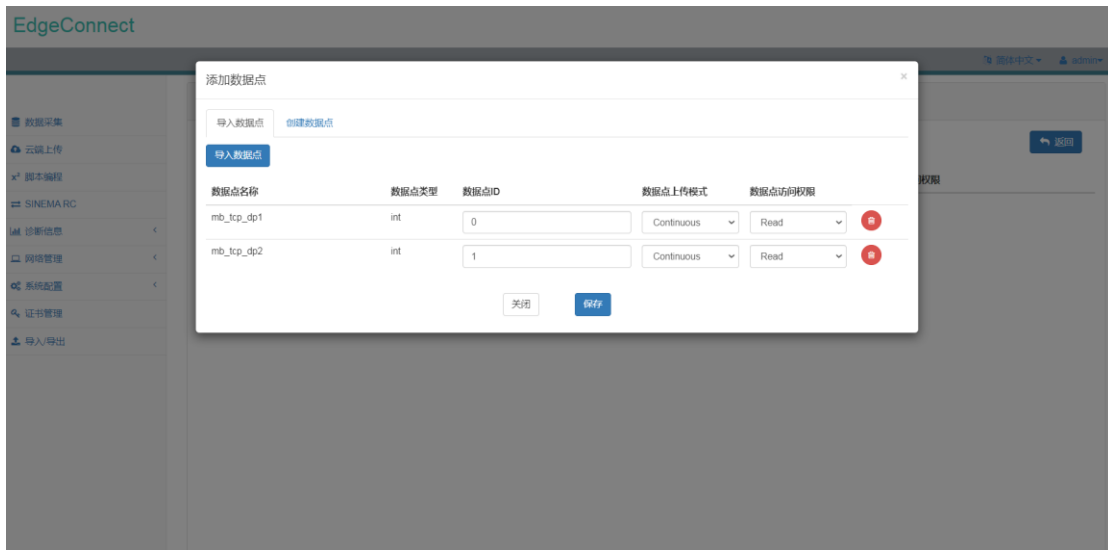 EdgeConnect
简体中文 admin
添加数据点 ×
导入数据点 创建数据点
导入数据点
数据点名称 数据点类型 数据点ID 数据点上传模式 数据点访问权限
mb_tcp_dp1 int 0 Continuous Read
mb_tcp_dp2 int 1 Continuous Read
关闭 保存
数据采集
云端上传
x² 脚本编程
SINEMA RC
诊断信息
网络管理
系统配置
证书管理
导入/导出
返回
权限